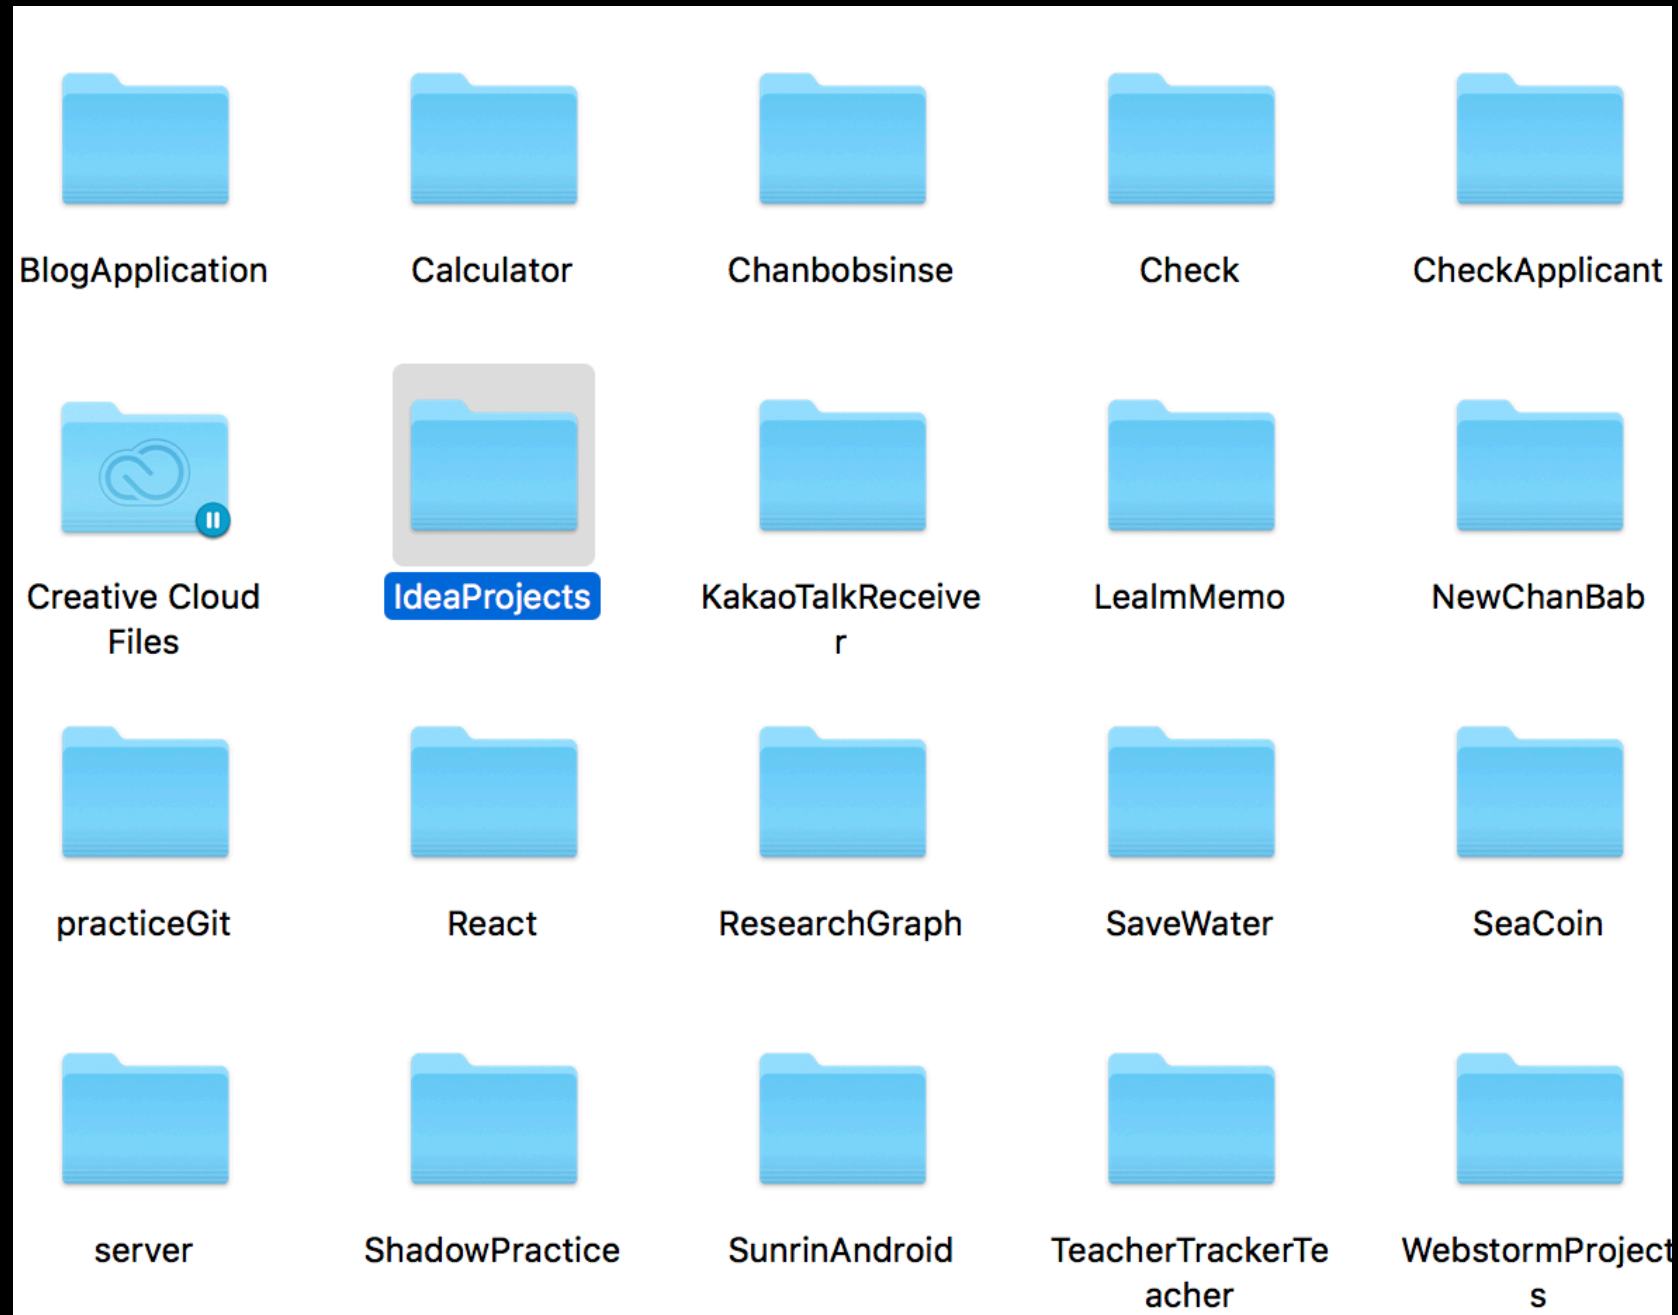 BlogApplication
Calculator
Chanbobsinse
Check
CheckApplicant
Creative Cloud
Files
IdeaProjects
KakaoTalkReceive
r
LealmMemo
NewChanBab
practiceGit
React
ResearchGraph
SaveWater
SeaCoin
server
ShadowPractice
SunrinAndroid
TeacherTrackerTe
acher
WebstormProject
s